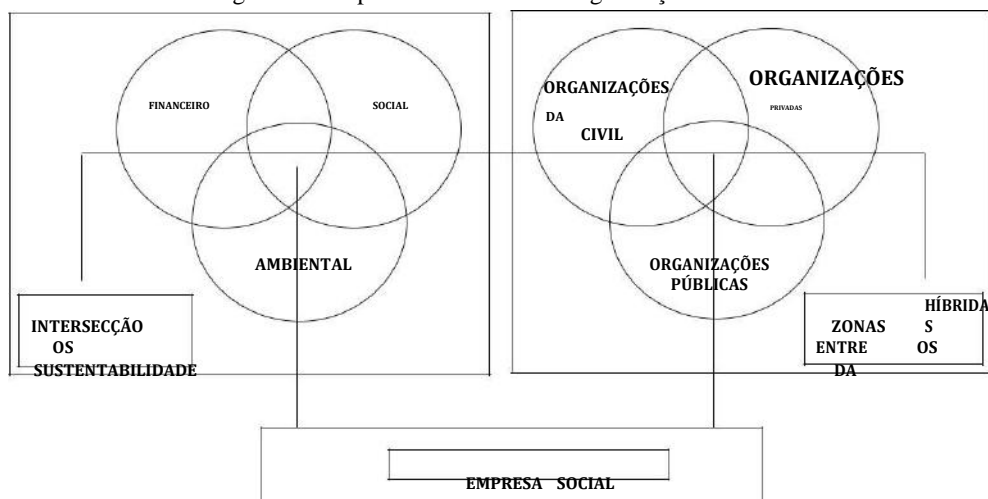 FINANCEIRO
SOCIAL
AMBIENTAL
ORGANIZAÇÕES
DA
CIVIL
ORGANIZAÇÕES
PRIVADAS
ORGANIZAÇÕES
PÚBLICAS
INTERSECÇÃO
OS
SUSTENTABILIDADE
HÍBRIDA
ZONAS S
ENTRE OS
DA
EMPRESA SOCIAL